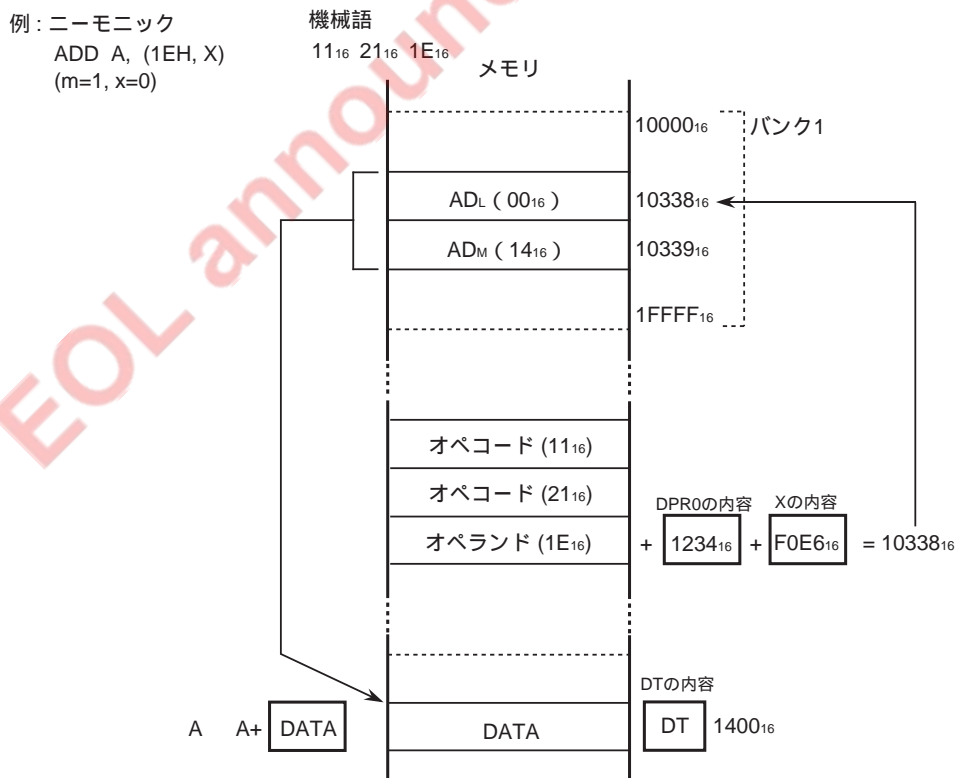 例 : ニーモニック
ADD A, (1EH, X)
(m=1, x=0)
機械語
11₁₆ 21₁₆ 1E₁₆
メモリ
10000₁₆
バンク1
ADL ( 00₁₆ )
10338₁₆
ADM ( 14₁₆ )
10339₁₆
1FFFF₁₆
オペコード (11₁₆)
オペコード (21₁₆)
DPR0の内容 Xの内容
オペランド (1E₁₆) + 1234₁₆ + F0E6₁₆ = 10338₁₆
DTの内容
A A+ DATA
DATA
DT 1400₁₆
EOL announ